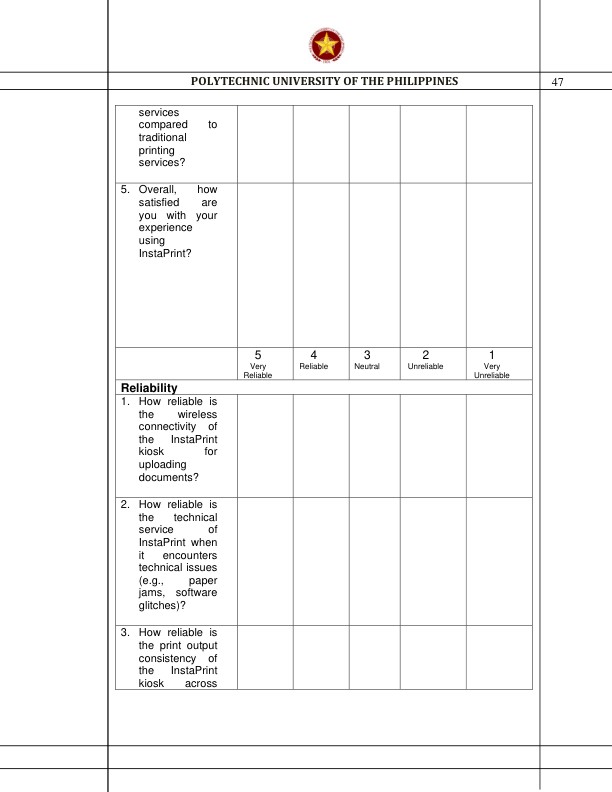 POLYTECHNIC UNIVERSITY OF THE PHILIPPINES 47
services
compared to
traditional
printing
services?
5. Overall, how
satisfied are
you with your
experience
using
InstaPrint?
5 4 3 2 1
Very Reliable Neutral Unreliable Very
Reliable Unreliable
Reliability
1. How reliable is
the wireless
connectivity of
the InstaPrint
kiosk for
uploading
documents?
2. How reliable is
the technical
service of
InstaPrint when
it encounters
technical issues
(e.g., paper
jams, software
glitches)?
3. How reliable is
the print output
consistency of
the InstaPrint
kiosk across